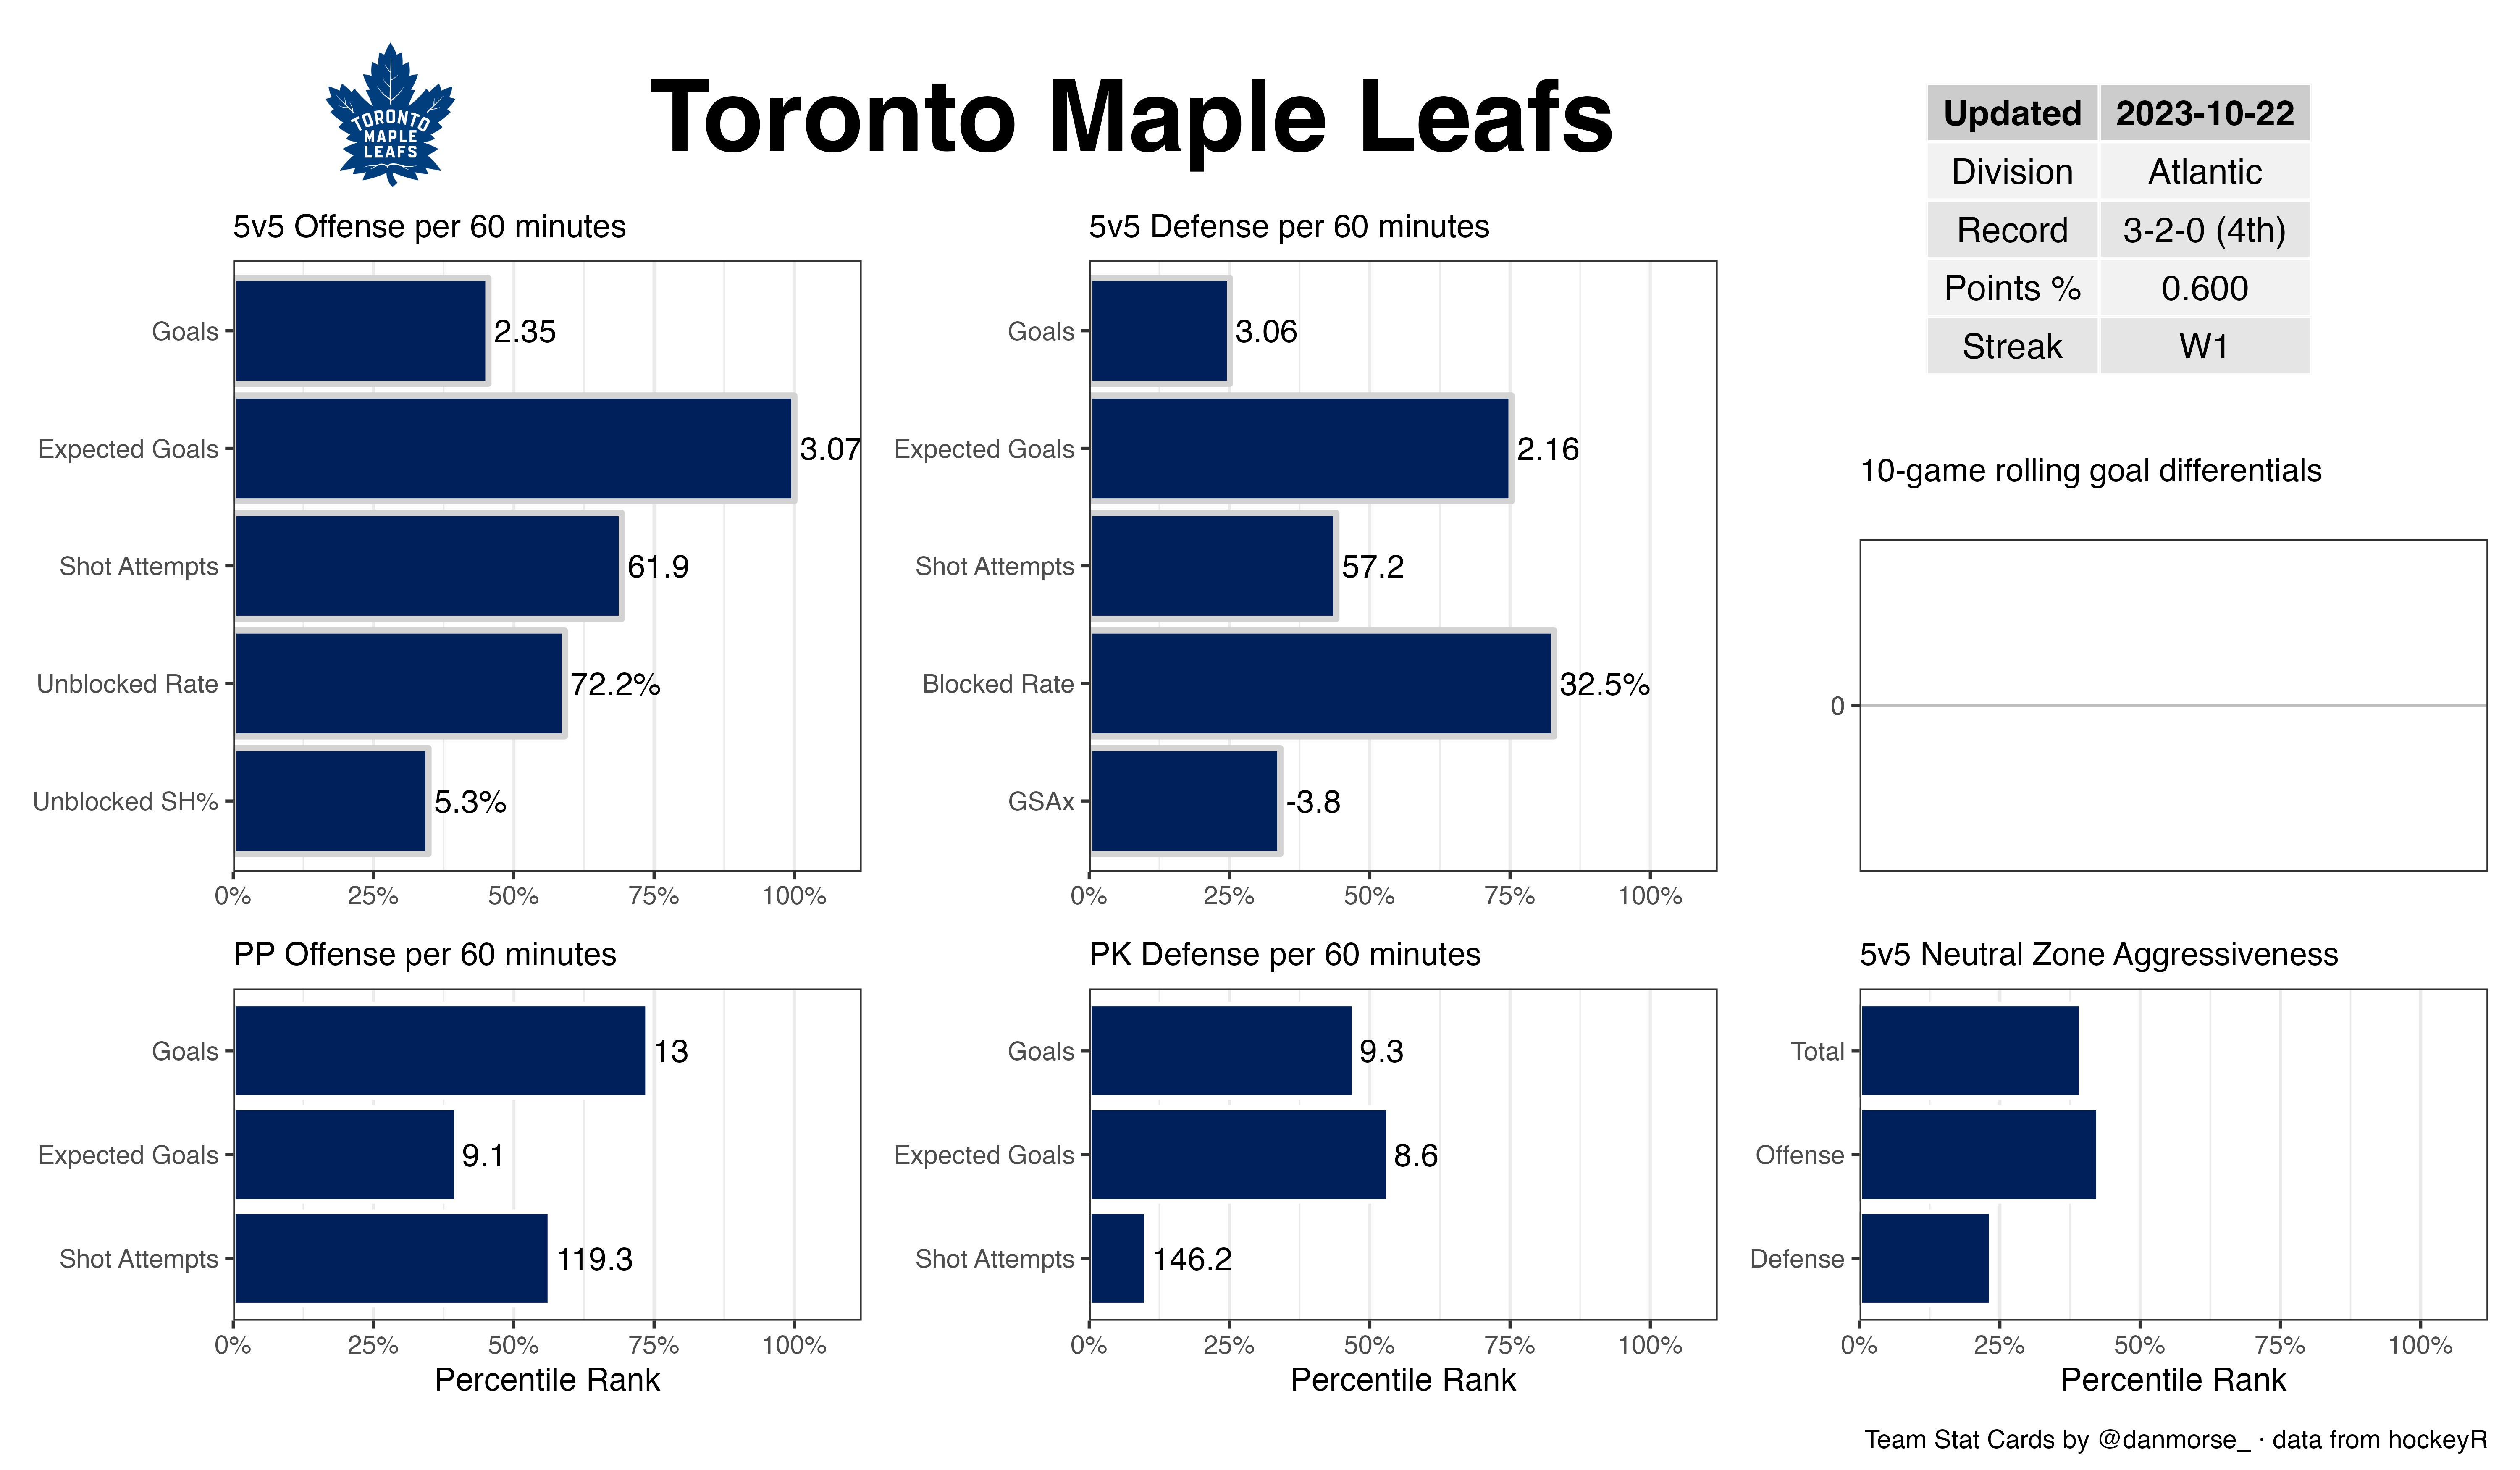 TORONTO
MAPLE
LEAFS
Toronto Maple Leafs
Updated 2023-10-22
Division Atlantic
Record 3-2-0 (4th)
Points % 0.600
Streak W1
5v5 Offense per 60 minutes
Goals 2.35
Expected Goals 3.07
Shot Attempts 61.9
Unblocked Rate 72.2%
Unblocked SH% 5.3%
0% 25% 50% 75% 100%
5v5 Defense per 60 minutes
Goals 3.06
Expected Goals 2.16
Shot Attempts 57.2
Blocked Rate 32.5%
GSAx -3.8
0% 25% 50% 75% 100%
10-game rolling goal differentials
0
PP Offense per 60 minutes
Goals 13
Expected Goals 9.1
Shot Attempts 119.3
0% 25% 50% 75% 100%
Percentile Rank
PK Defense per 60 minutes
Goals 9.3
Expected Goals 8.6
Shot Attempts 146.2
0% 25% 50% 75% 100%
Percentile Rank
5v5 Neutral Zone Aggressiveness
Total
Offense
Defense
0% 25% 50% 75% 100%
Percentile Rank
Team Stat Cards by @danmorse_ · data from hockeyR